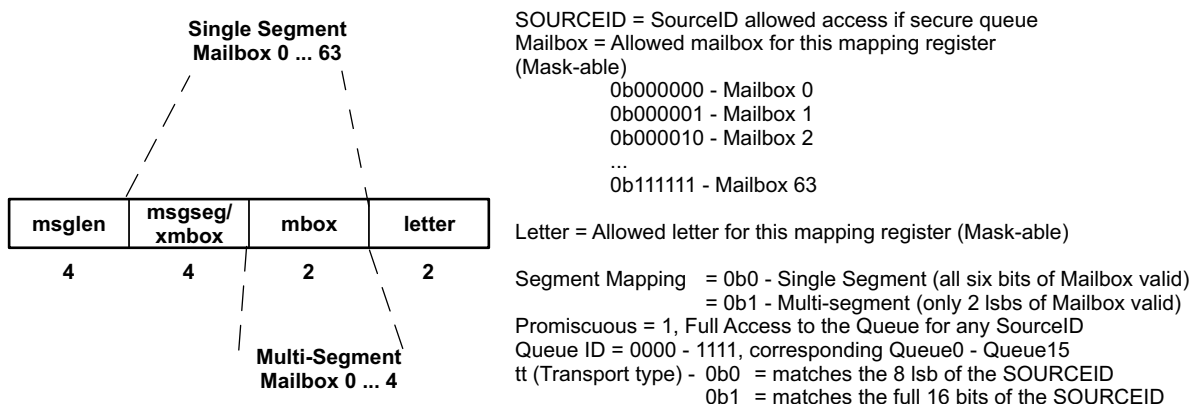 Single Segment
Mailbox 0 ... 63
msglen
msgseg/
xmbox
mbox
letter
4
4
2
2
Multi-Segment
Mailbox 0 ... 4
SOURCEID = SourceID allowed access if secure queue
Mailbox = Allowed mailbox for this mapping register
(Mask-able)
0b000000 - Mailbox 0
0b000001 - Mailbox 1
0b000010 - Mailbox 2
...
0b111111 - Mailbox 63
Letter = Allowed letter for this mapping register (Mask-able)
Segment Mapping = 0b0 - Single Segment (all six bits of Mailbox valid)
= 0b1 - Multi-segment (only 2 lsbs of Mailbox valid)
Promiscuous = 1, Full Access to the Queue for any SourceID
Queue ID = 0000 - 1111, corresponding Queue0 - Queue15
tt (Transport type) - 0b0 = matches the 8 lsb of the SOURCEID
0b1 = matches the full 16 bits of the SOURCEID